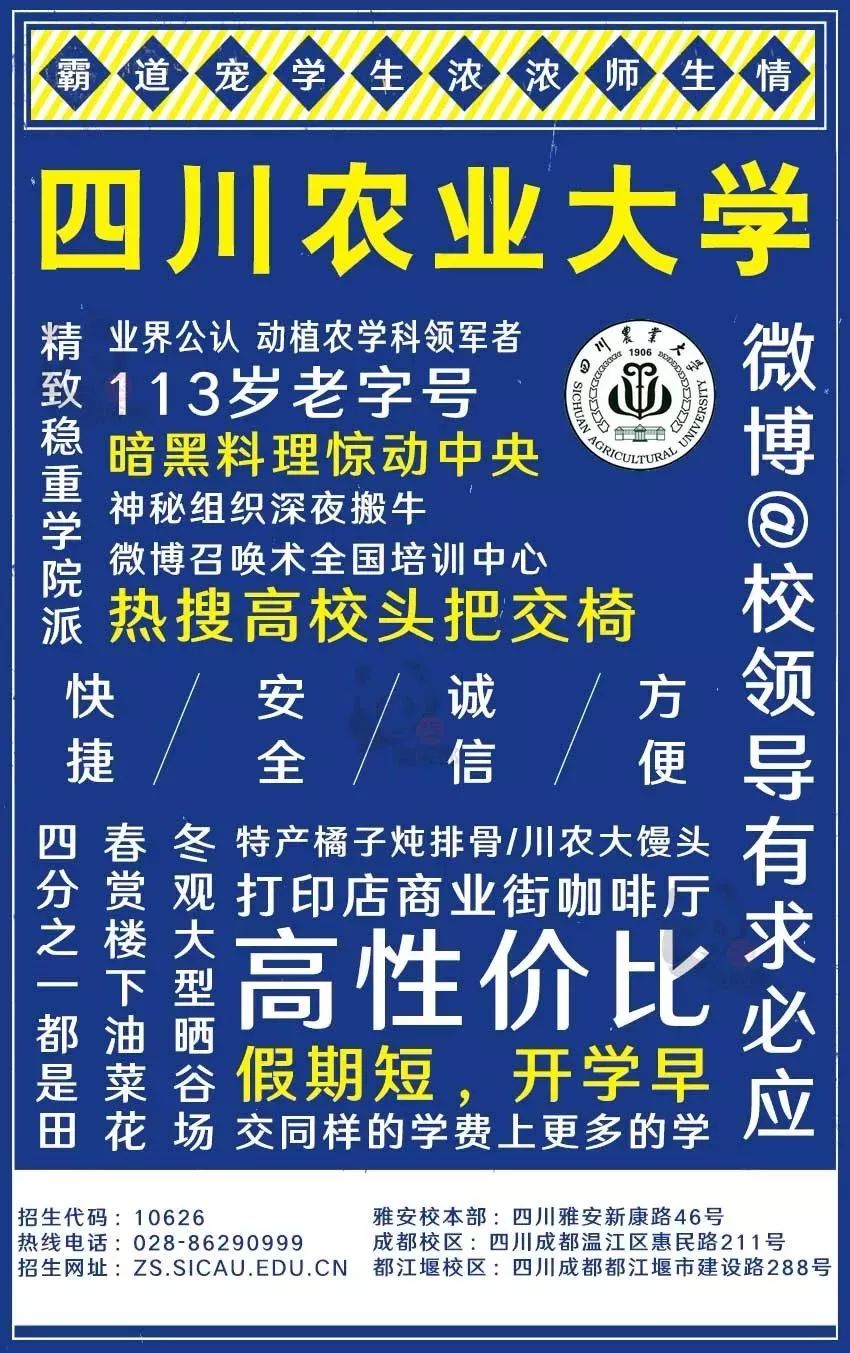 霸道宠学生浓浓师生情
四川农业大学
精致稳重学院派
业界公认 动植农学科领军者
113岁老字号
暗黑料理惊动中央
神秘组织深夜搬牛
微博召唤术全国培训中心
热搜高校头把交椅
四川农业大学
1906
SICHUAN AGRICULTURAL UNIVERSITY
微博@校领导有求必应
快捷/安全/诚信/方便
四分之一都是田
春赏楼下油菜花
冬观大型晒谷场
特产橘子炖排骨/川农大馒头
打印店商业街咖啡厅
高性价比
假期短，开学早
交同样的学费上更多的学
招生代码：10626
热线电话：028-86290999
招生网址：ZS.SICAU.EDU.CN
雅安校本部：四川雅安新康路46号
成都校区：四川成都温江区惠民路211号
都江堰校区：四川成都都江堰市建设路288号